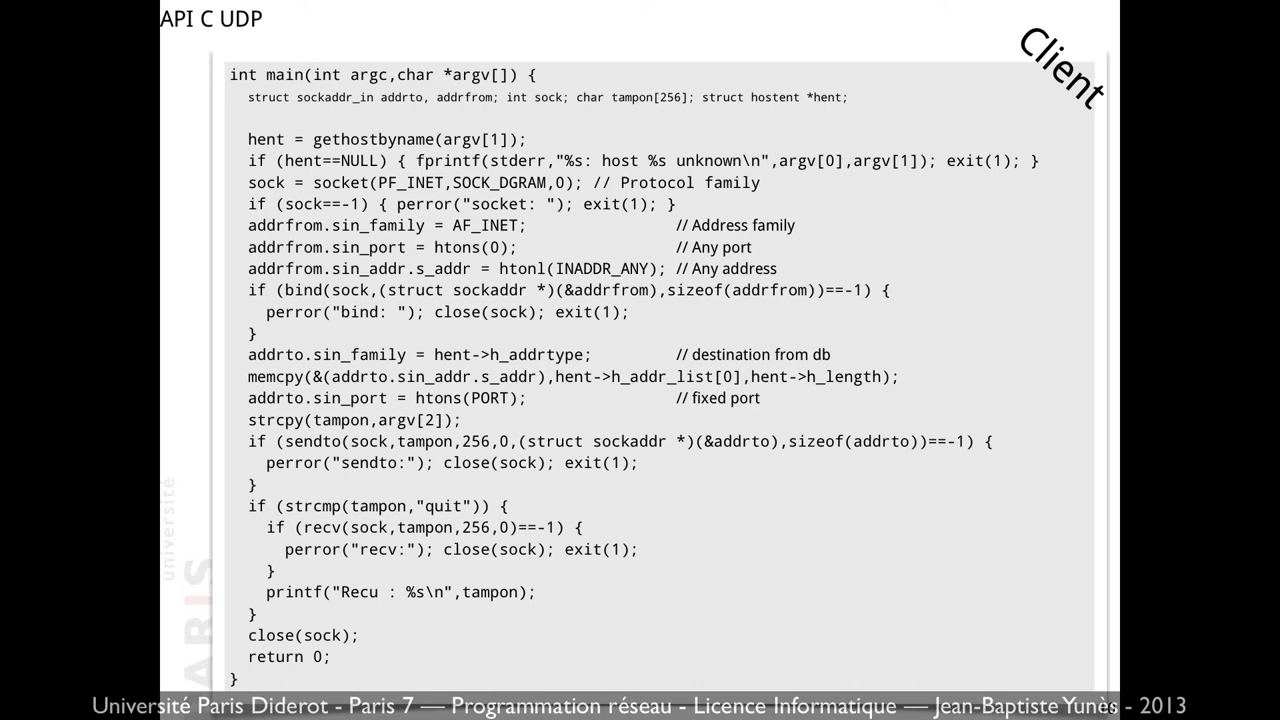 API C UDP
Client
int main(int argc,char *argv[]) {
struct sockaddr_in addrto, addrfrom; int sock; char tampon[256]; struct hostent *hent;
hent = gethostbyname(argv[1]);
if (hent==NULL) { fprintf(stderr,"%s: host %s unknown\n",argv[0],argv[1]); exit(1); }
sock = socket(PF_INET,SOCK_DGRAM,0); // Protocol family
if (sock==-1) { perror("socket: "); exit(1); }
addrfrom.sin_family = AF_INET; // Address family
addrfrom.sin_port = htons(0); // Any port
addrfrom.sin_addr.s_addr = htonl(INADDR_ANY); // Any address
if (bind(sock,(struct sockaddr *)(&addrfrom),sizeof(addrfrom))==-1) {
perror("bind: "); close(sock); exit(1);
}
addrto.sin_family = hent->h_addrtype; // destination from db
memcpy(&(addrto.sin_addr.s_addr),hent->h_addr_list[0],hent->h_length);
addrto.sin_port = htons(PORT); // fixed port
strcpy(tampon,argv[2]);
if (sendto(sock,tampon,256,0,(struct sockaddr *)(&addrto),sizeof(addrto))==-1) {
perror("sendto:"); close(sock); exit(1);
}
if (strcmp(tampon,"quit")) {
if (recv(sock,tampon,256,0)==-1) {
perror("recv:"); close(sock); exit(1);
}
printf("Recu : %s\n",tampon);
}
close(sock);
return 0;
}
université
ARIS
Université Paris Diderot - Paris 7 — Programmation réseau - Licence Informatique — Jean-Baptiste Yunès - 2013